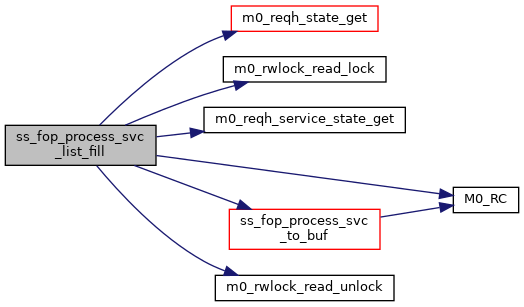 m0_reqh_state_get
m0_rwlock_read_lock
m0_reqh_service_state_get
ss_fop_process_svc
_list_fill
M0_RC
ss_fop_process_svc
_to_buf
m0_rwlock_read_unlock